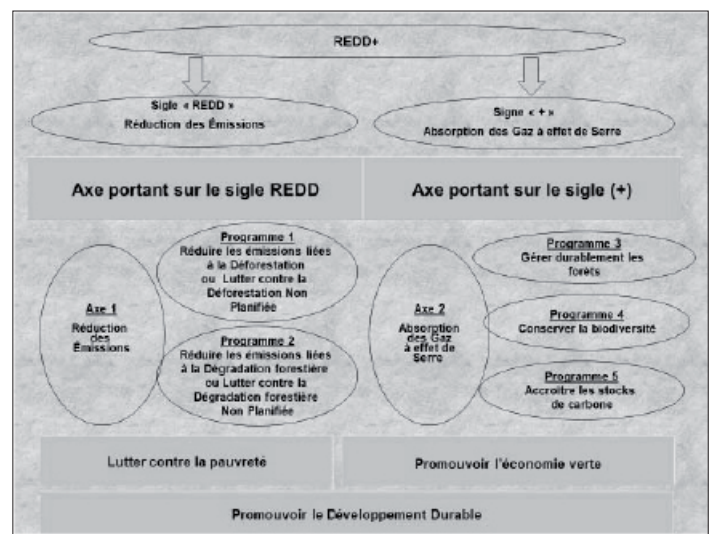 REDD+
Sigle « REDD »
Réduction des Émissions
Signe « + »
Absorption des Gaz à effet de Serre
Axe portant sur le sigle REDD
Axe portant sur le sigle (+)
Axe 1
Réduction
des
Émissions
Programme 1
Réduire les émissions liées
à la Déforestation
ou Lutter contre la
Déforestation Non
Planifiée
Programme 2
Réduire les émissions liées
à la Dégradation forestière
ou Lutter contre la
Dégradation forestière
Non Planifiée
Axe 2
Absorption
des Gaz
à effet de
Serre
Programme 3
Gérer durablement les
forêts
Programme 4
Conserver la biodiversité
Programme 5
Accroître les stocks
de carbone
Lutter contre la pauvreté
Promouvoir l'économie verte
Promouvoir le Développement Durable